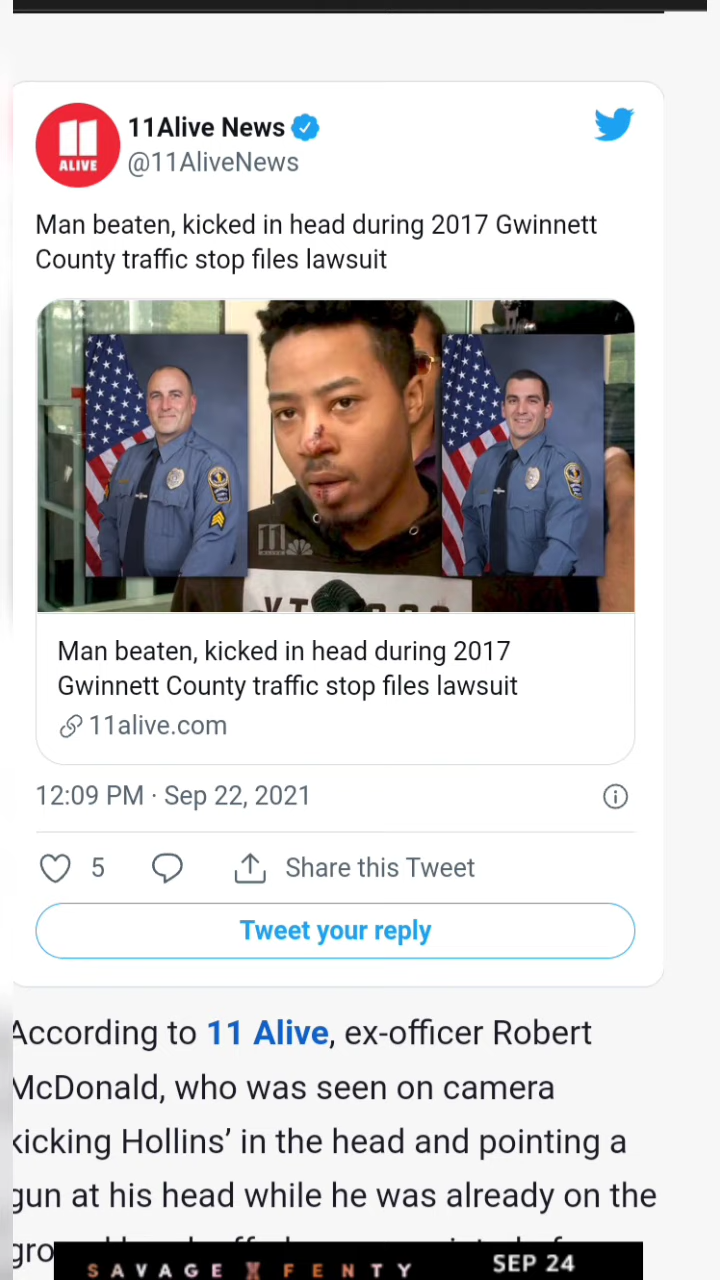 11Alive News
@11AliveNews
ALIVE
Man beaten, kicked in head during 2017 Gwinnett
County traffic stop files lawsuit
11
Man beaten, kicked in head during 2017
Gwinnett County traffic stop files lawsuit
11alive.com
12:09 PM · Sep 22, 2021
5
Share this Tweet
Tweet your reply
According to 11 Alive, ex-officer Robert
McDonald, who was seen on camera
kicking Hollins' in the head and pointing a
gun at his head while he was already on the
SAVAGE X FENTY
SEP 24